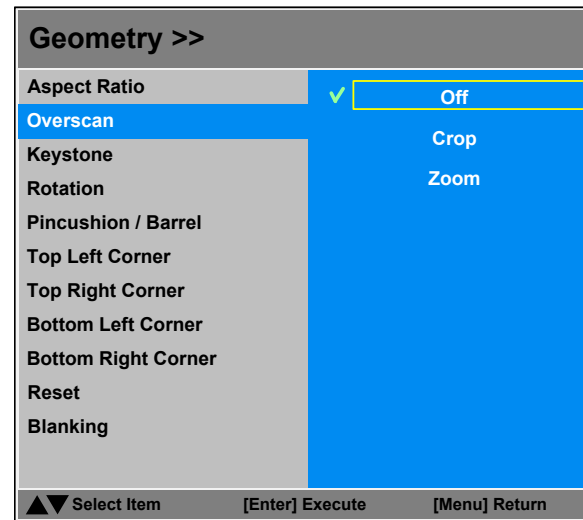 Geometry >>
Aspect Ratio
Overscan
Keystone
Rotation
Pincushion / Barrel
Top Left Corner
Top Right Corner
Bottom Left Corner
Bottom Right Corner
Reset
Blanking
Off
Crop
Zoom
Select Item [Enter] Execute [Menu] Return